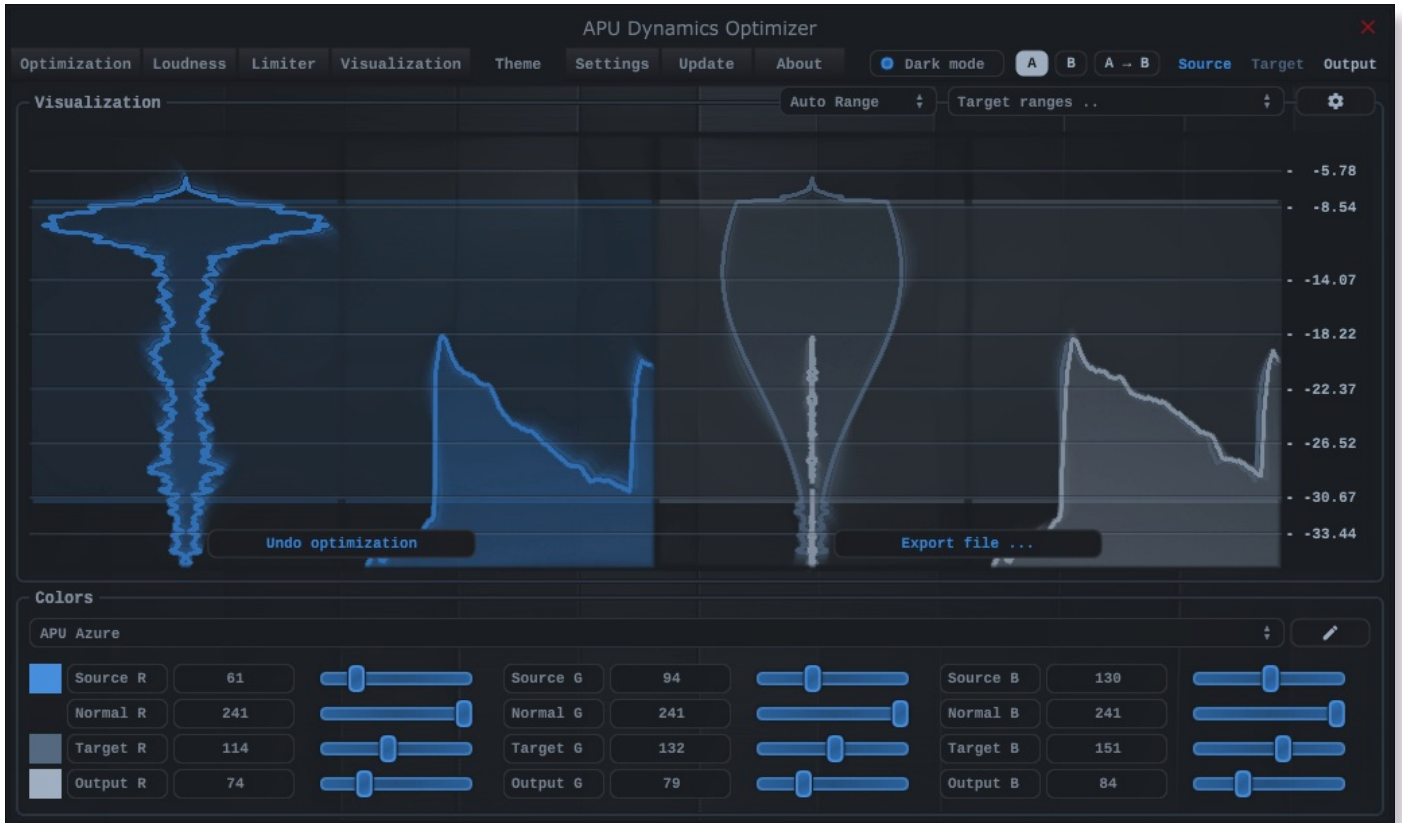 APU Dynamics Optimizer
Optimization Loudness Limiter Visualization Theme Settings Update About Dark mode A B A → B Source Target Output
Visualization Auto Range Target ranges ..
- -5.78
- -8.54
- -14.07
- -18.22
- -22.37
- -26.52
- -30.67
- -33.44
Undo optimization Export file ...
Colors
APU Azure
Source R 61 Source G 94 Source B 130
Normal R 241 Normal G 241 Normal B 241
Target R 114 Target G 132 Target B 151
Output R 74 Output G 79 Output B 84